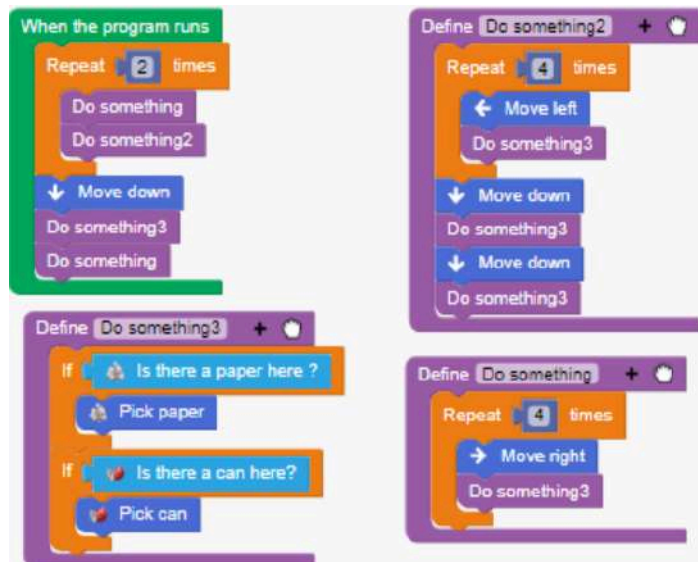 When the program runs
Repeat 2 times
Do something
Do something2
Move down
Do something3
Do something
Define Do something2 +
Repeat 4 times
Move left
Do something3
Move down
Do something3
Move down
Do something3
Define Do something3 +
If Is there a paper here ?
Pick paper
If Is there a can here?
Pick can
Define Do something +
Repeat 4 times
Move right
Do something3